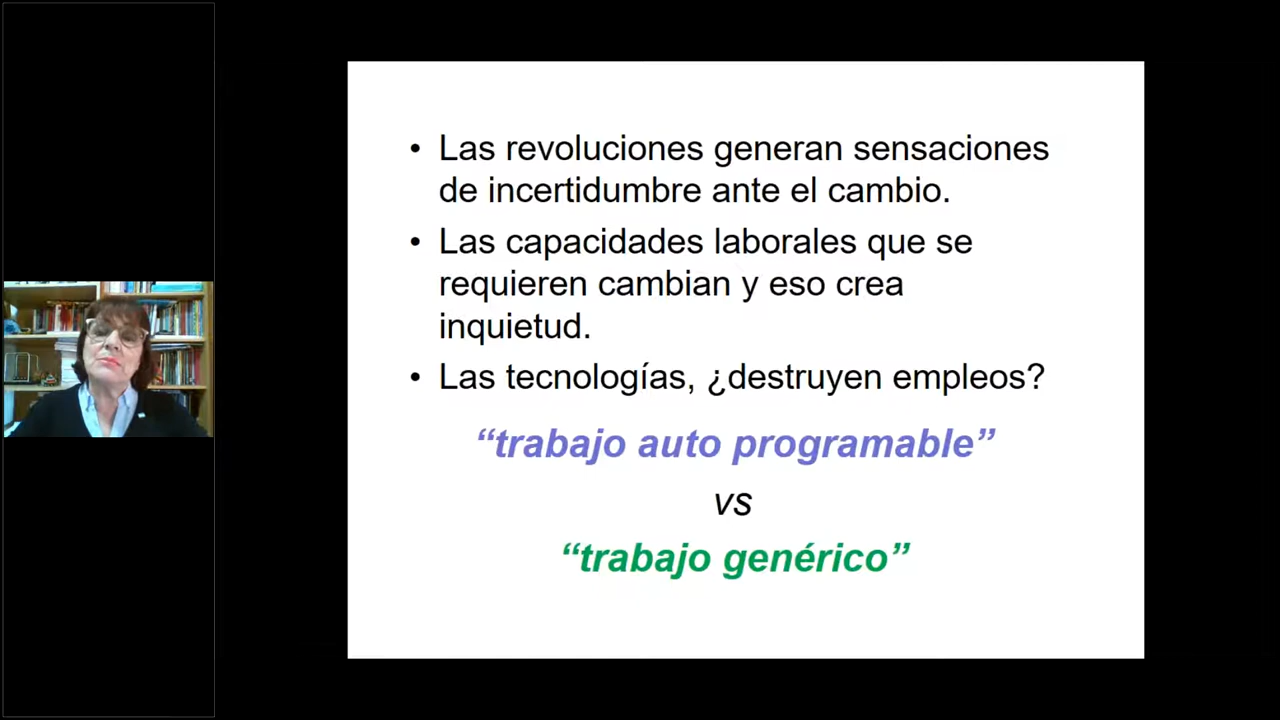 • Las revoluciones generan sensaciones
de incertidumbre ante el cambio.
• Las capacidades laborales que se
requieren cambian y eso crea
inquietud.
• Las tecnologías, ¿destruyen empleos?
“trabajo auto programable”
vs
“trabajo genérico”